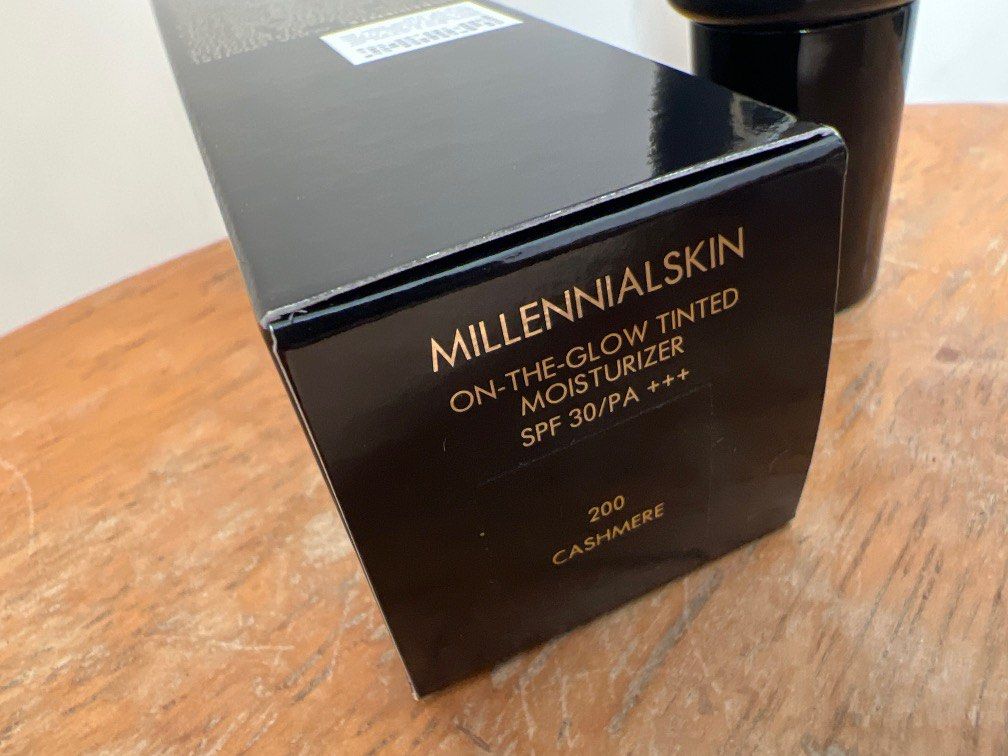 MILLENNIALSKIN
ON-THE-GLOW TINTED
MOISTURIZER
SPF 30/PA +++
200
CASHMERE